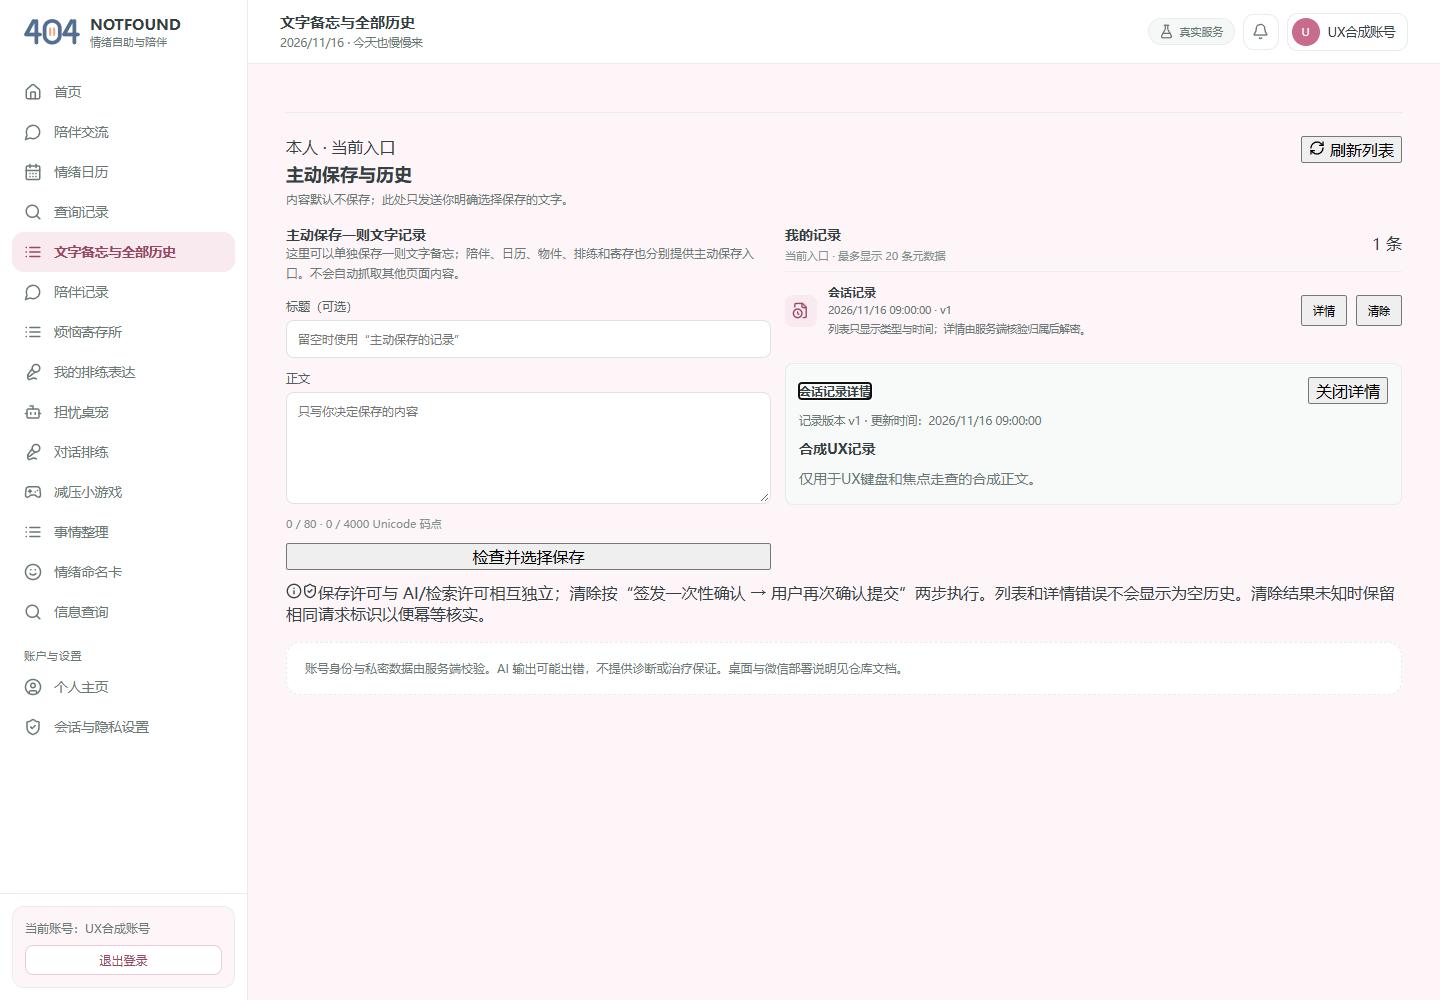 404 NOTFOUND
情绪自助与陪伴
首页
陪伴交流
情绪日历
查询记录
文字备忘与全部历史
陪伴记录
烦恼寄存所
我的排练表达
担忧桌宠
对话排练
减压小游戏
事情整理
情绪命名卡
信息查询
账户与设置
个人主页
会话与隐私设置
当前账号：UX合成账号
退出登录
文字备忘与全部历史
2026/11/16 · 今天也慢慢来
真实服务
U UX合成账号
本人 · 当前入口
主动保存与历史
内容默认不保存；此处只发送你明确选择保存的文字。
刷新列表
主动保存一则文字记录
这里可以单独保存一则文字备忘；陪伴、日历、物件、排练和寄存也分别提供主动保存入
口。不会自动抓取其他页面内容。
标题（可选）
留空时使用“主动保存的记录”
正文
只写你决定保存的内容
0 / 80 · 0 / 4000 Unicode 码点
检查并选择保存
我的记录
当前入口 · 最多显示 20 条元数据
1 条
会话记录
2026/11/16 09:00:00 · v1
列表只显示类型与时间；详情由服务端核验归属后解密。
详情
清除
会话记录详情
关闭详情
记录版本 v1 · 更新时间：2026/11/16 09:00:00
合成UX记录
仅用于UX键盘和焦点走查的合成正文。
保存许可与 AI/检索许可相互独立；清除按“签发一次性确认 → 用户再次确认提交”两步执行。列表和详情错误不会显示为空历史。清除结果未知时保留
相同请求标识以便幂等核实。
账号身份与私密数据由服务端校验。AI 输出可能出错，不提供诊断或治疗保证。桌面与微信部署说明见仓库文档。